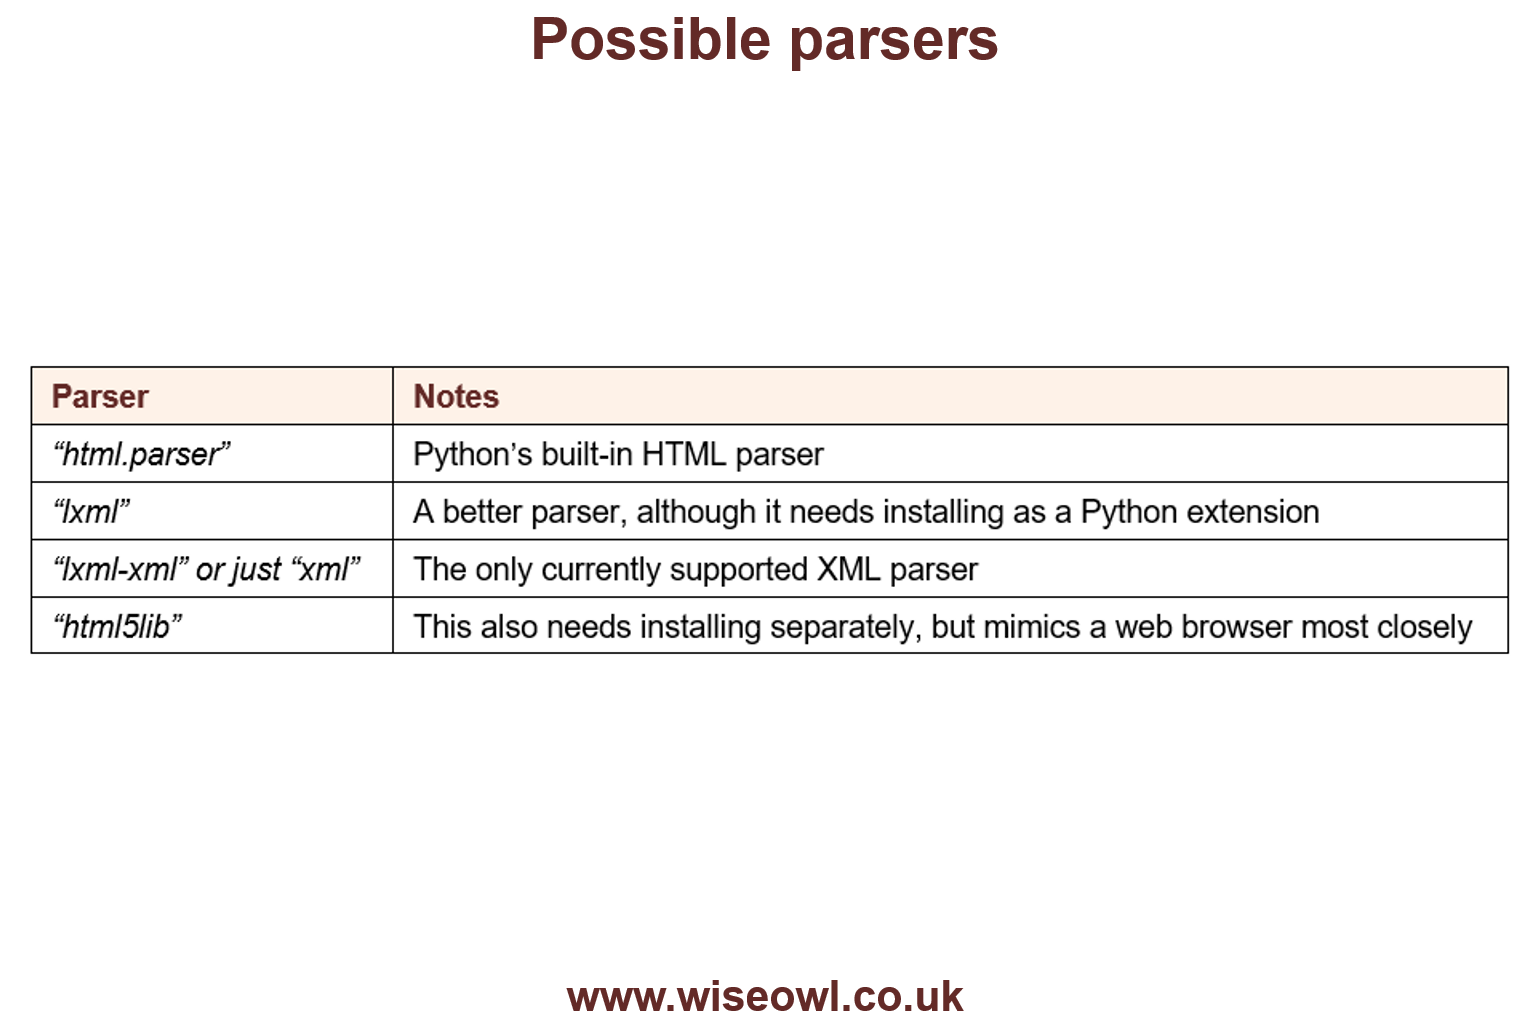 Possible parsers
Parser Notes
“html.parser” Python’s built-in HTML parser
“lxml” A better parser, although it needs installing as a Python extension
“lxml-xml” or just “xml” The only currently supported XML parser
“html5lib” This also needs installing separately, but mimics a web browser most closely
www.wiseowl.co.uk